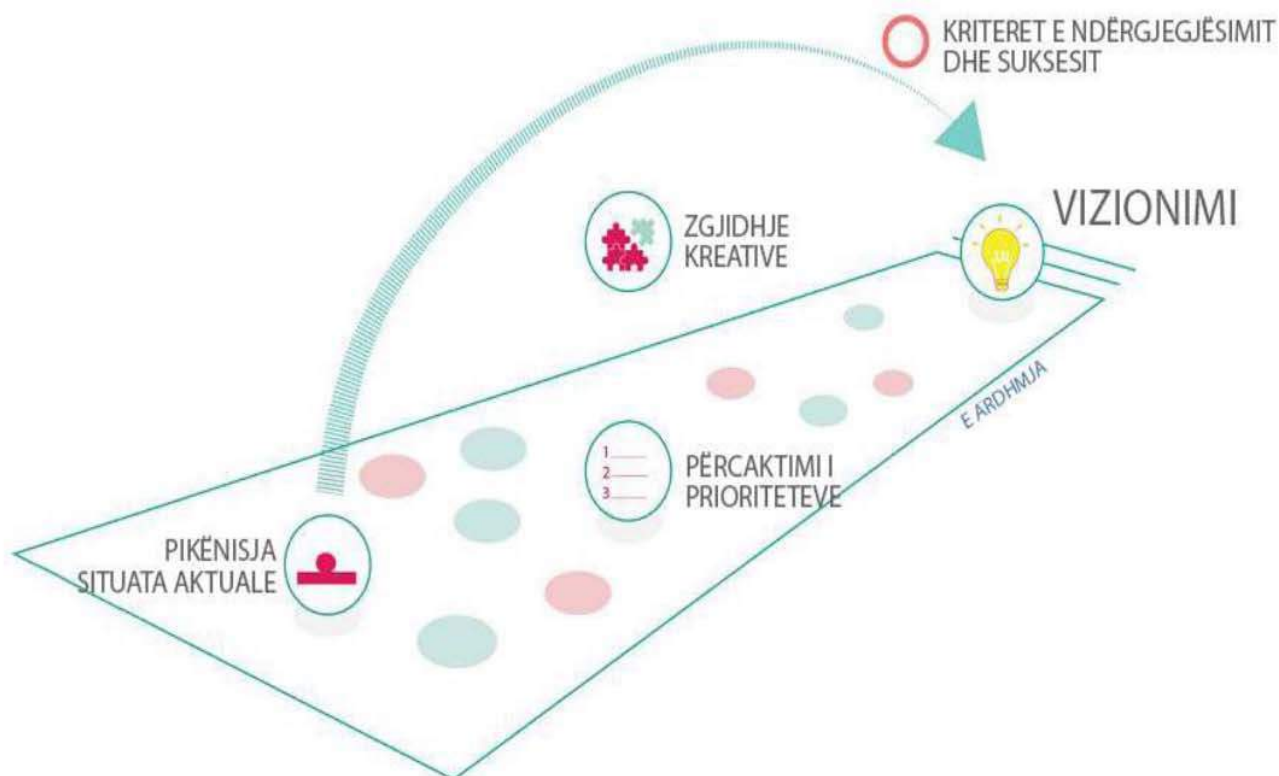 KRITERET E NDËRGJEGJËSIMIT
DHE SUKSESIT
VIZIONIMI
ZGJIDHJE
KREATIVE
E ARDHMJA
1
2
3
PËRCAKTIMI I
PRIORITETEVE
PIKËNISJA
SITUATA AKTUALE